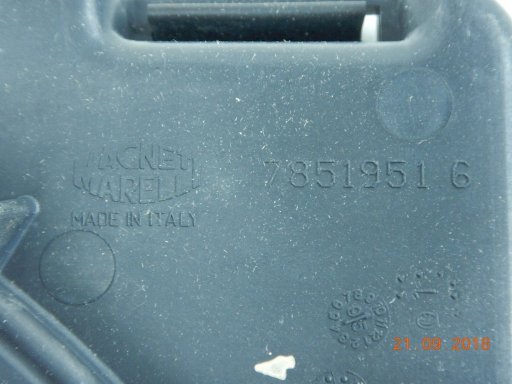 MAGNETI
MARELLI
7851951 6
MADE IN ITALY
21 09 2018